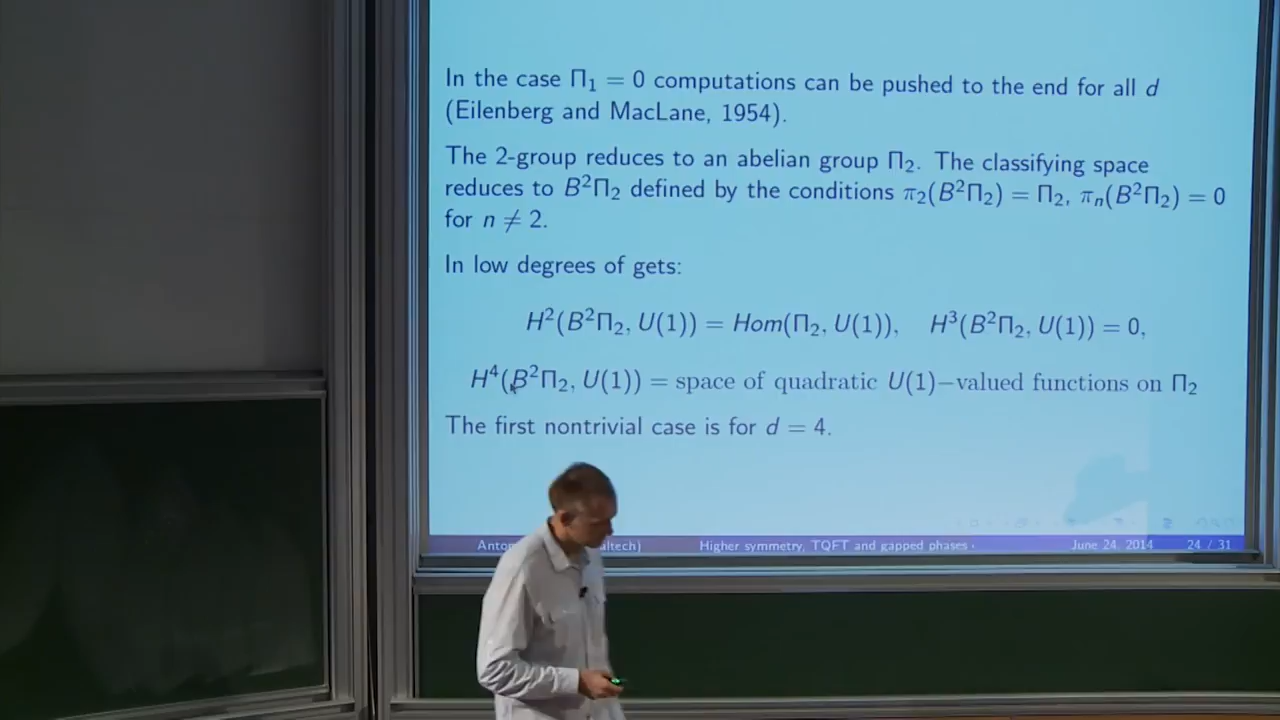 In the case Π₁ = 0 computations can be pushed to the end for all d
(Eilenberg and MacLane, 1954).
The 2-group reduces to an abelian group Π₂. The classifying space
reduces to B²Π₂ defined by the conditions π₂(B²Π₂) = Π₂, πₙ(B²Π₂) = 0
for n ≠ 2.
In low degrees of gets:
H²(B²Π₂, U(1)) = Hom(Π₂, U(1)), H³(B²Π₂, U(1)) = 0,
H⁴(B²Π₂, U(1)) = space of quadratic U(1)−valued functions on Π₂
The first nontrivial case is for d = 4.
Higher symmetry, TQFT and gapped phases June 24, 2014 24 / 31